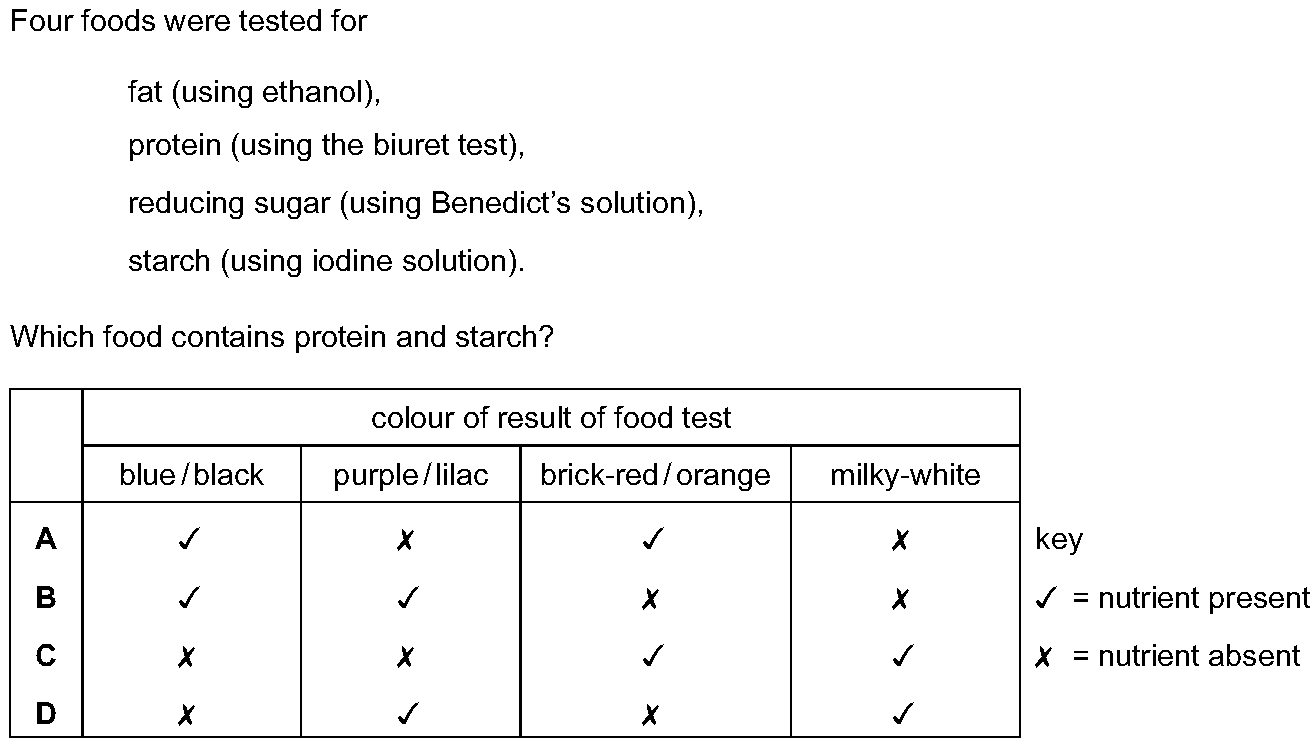 Four foods were tested for
fat (using ethanol),
protein (using the biuret test),
reducing sugar (using Benedict’s solution),
starch (using iodine solution).
Which food contains protein and starch?
colour of result of food test
blue / black purple / lilac brick-red / orange milky-white
A ✓ ✗ ✓ ✗ key
B ✓ ✓ ✗ ✗ ✓ = nutrient present
C ✗ ✗ ✓ ✓ ✗ = nutrient absent
D ✗ ✓ ✗ ✓